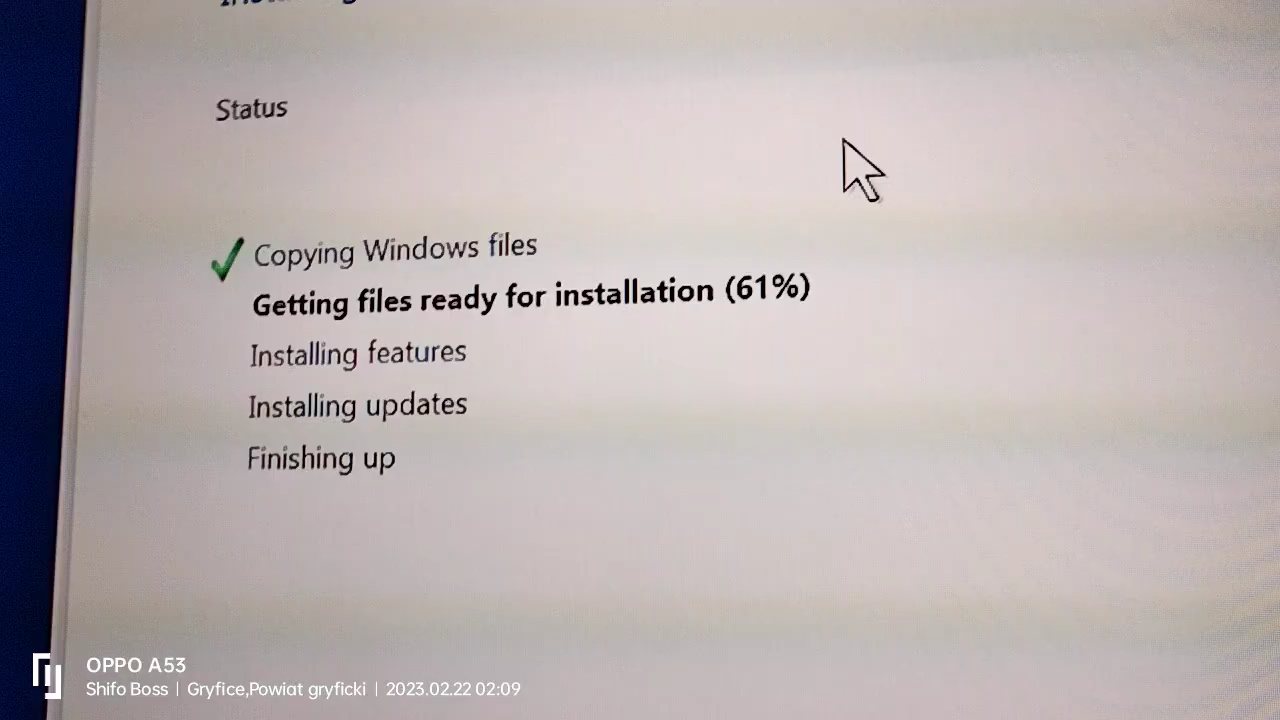 Status
Copying Windows files
Getting files ready for installation (61%)
Installing features
Installing updates
Finishing up
OPPO A53
Shifo Boss | Gryfice,Powiat gryficki | 2023.02.22 02:09